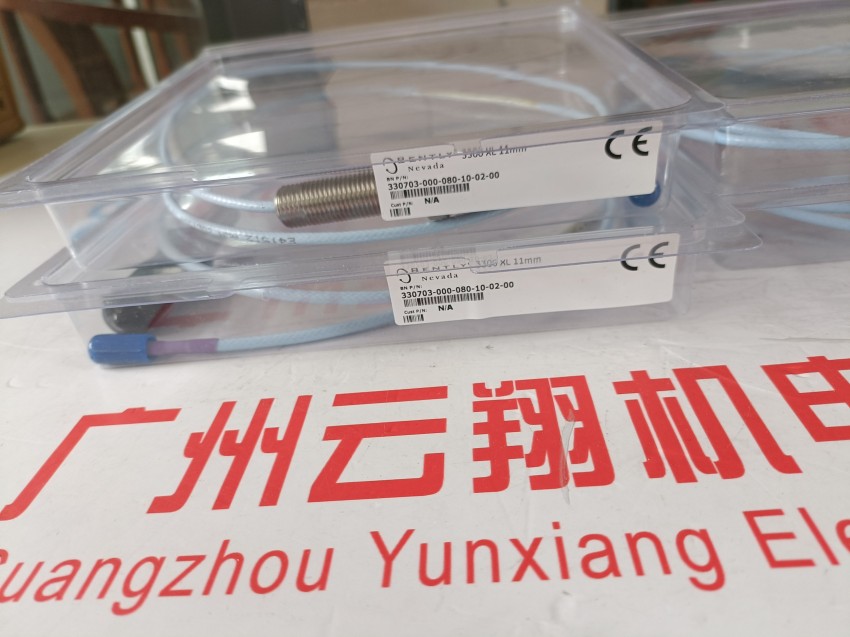 BENTLY 3300 XL 11mm
Nevada
BN P/N:
330703-000-080-10-02-00
Cust P/N:
N/A
CE
BENTLY 3300 XL 11mm
Nevada
BN P/N:
330703-000-080-10-02-00
Cust P/N:
N/A
CE
广州云翔机电
Guangzhou Yunxiang Ele